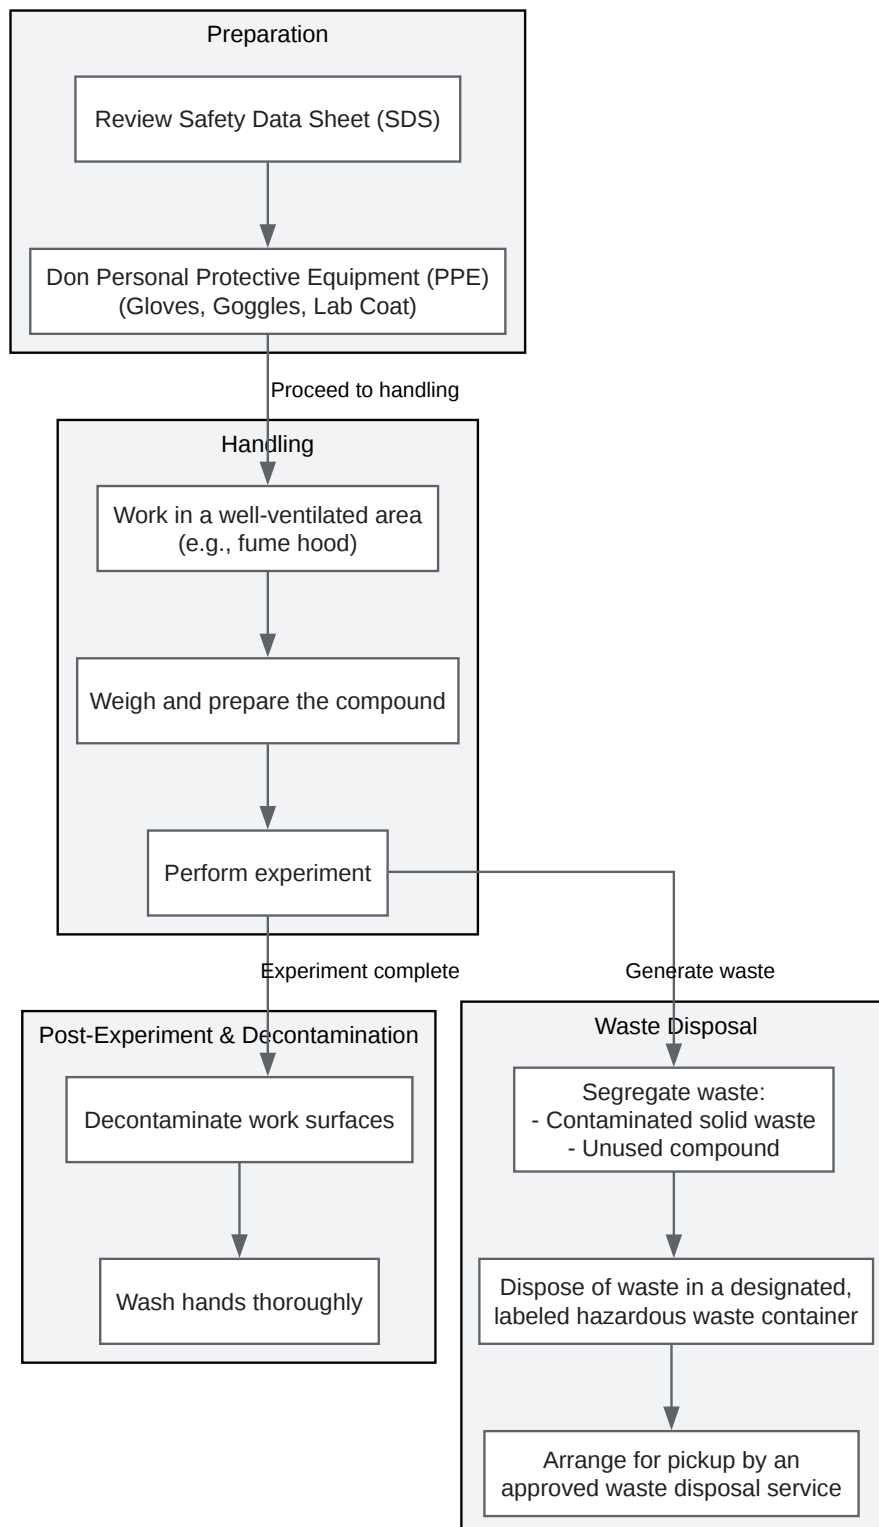 Preparation
Review Safety Data Sheet (SDS)
Don Personal Protective Equipment (PPE)
(Gloves, Goggles, Lab Coat)
Proceed to handling
Handling
Work in a well-ventilated area
(e.g., fume hood)
Weigh and prepare the compound
Perform experiment
Experiment complete
Generate waste
Post-Experiment & Decontamination
Decontaminate work surfaces
Wash hands thoroughly
Waste Disposal
Segregate waste:
- Contaminated solid waste
- Unused compound
Dispose of waste in a designated,
labeled hazardous waste container
Arrange for pickup by an
approved waste disposal service